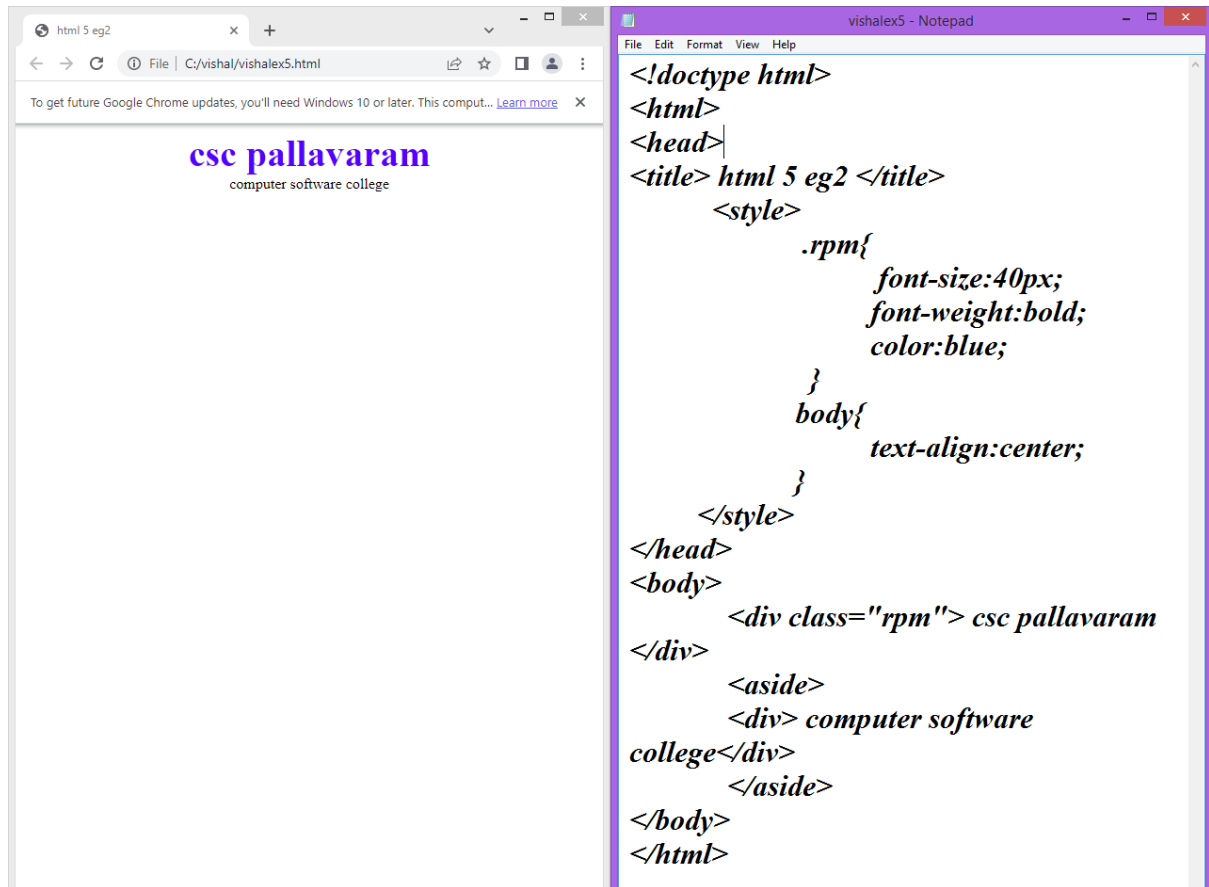 html 5 eg2
File C:/vishal/vishalex5.html
To get future Google Chrome updates, you'll need Windows 10 or later. This comput... Learn more
csc pallavaram
computer software college
vishalex5 - Notepad
File Edit Format View Help
<!doctype html>
<html>
<head>
<title> html 5 eg2 </title>
<style>
.rpm{
font-size:40px;
font-weight:bold;
color:blue;
}
body{
text-align:center;
}
</style>
</head>
<body>
<div class="rpm"> csc pallavaram
</div>
<aside>
<div> computer software
college</div>
</aside>
</body>
</html>